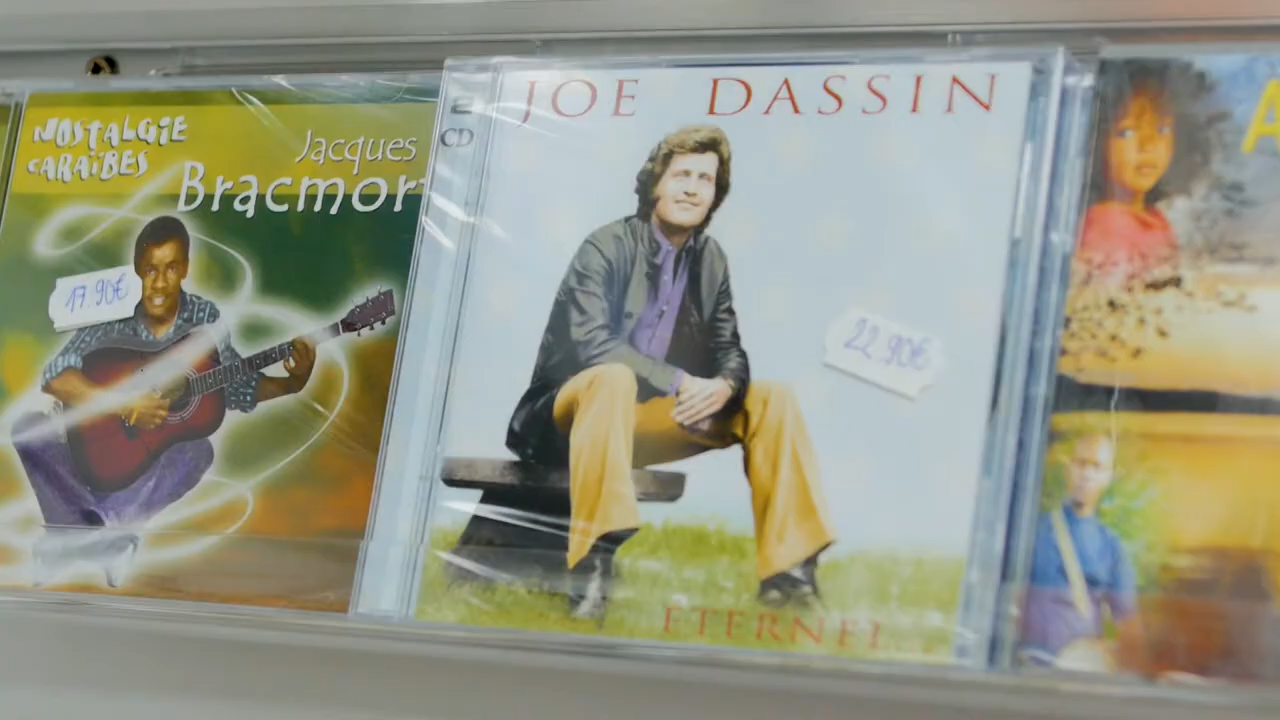 NOSTALGIE
CARAÏBES
Jacques
Bracmor
17.90€
2
CD
JOE DASSIN
22.90€
ETERNEL...
A